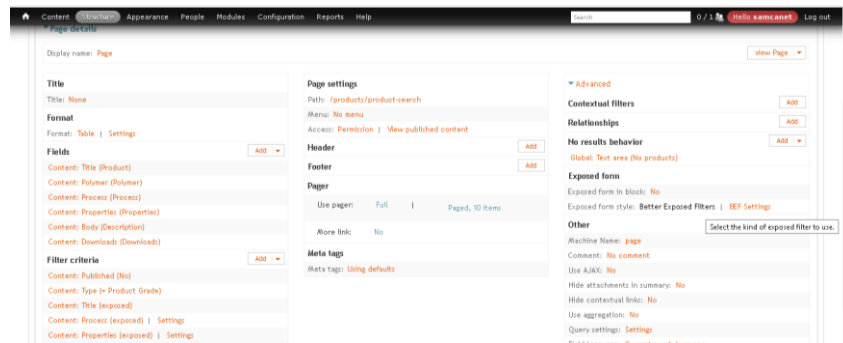 Content Structure Appearance People Modules Configuration Reports Help Search 0 / 1 Hello samcanet Log out
Page details
Display name: Page view Page
Title
Title: None
Format
Format: Table | Settings
Fields Add
Content: Title (Product)
Content: Polymer (Polymer)
Content: Process (Process)
Content: Properties (Properties)
Content: Body (Description)
Content: Downloads (Downloads)
Filter criteria Add
Content: Published (No)
Content: Type (= Product Grade)
Content: Title (exposed)
Content: Process (exposed) | Settings
Content: Properties (exposed) | Settings
Page settings
Path: /products/product-search
Menu: No menu
Access: Permission | View published content
Header Add
Footer Add
Pager
Use pager: Full | Paged, 10 items
More link: No
Meta tags
Meta tags: Using defaults
Advanced
Contextual filters Add
Relationships Add
No results behavior Add
Global: Text area (No products)
Exposed form
Exposed form in block: No
Exposed form style: Better Exposed Filters | BEF Settings
Other
Select the kind of exposed filter to use.
Machine Name: page
Comment: No comment
Use AJAX: No
Hide attachments in summary: No
Hide contextual links: No
Use aggregation: No
Query settings: Settings